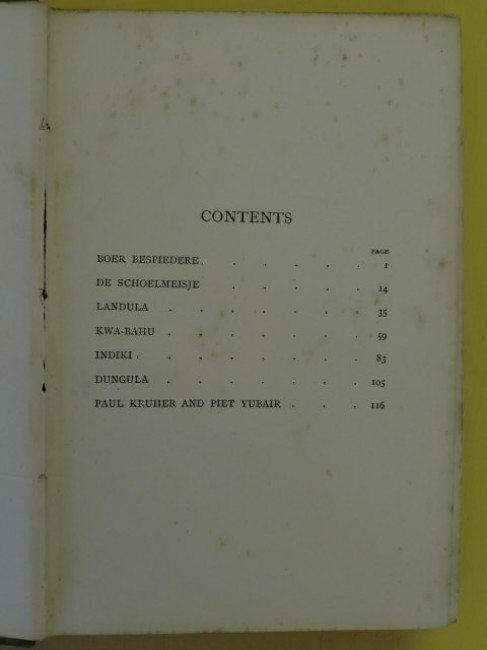 CONTENTS
PAGE
BOER BESPIEDERE. . . . . . 1
DE SCHOELMEISJE . . . . . 14
LANDULA . . . . . . . 35
KWA-BAHU . . . . . . . 59
INDIKI . . . . . . . . 83
DUNGULA . . . . . . . 105
PAUL KRUHER AND PIET YUBAIR . . . 116